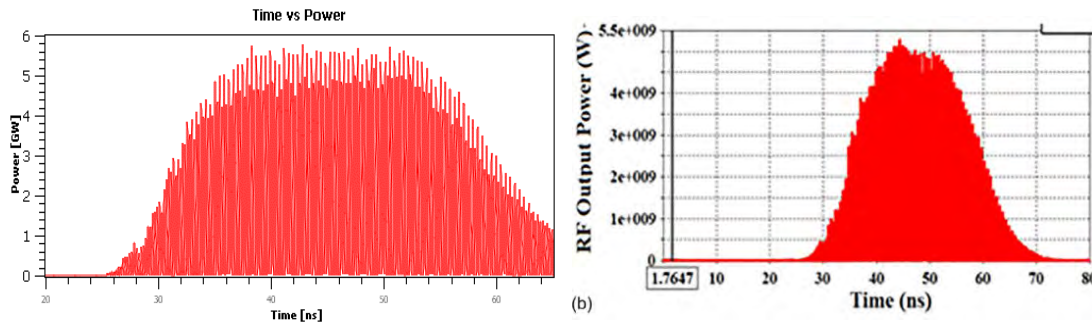 Time vs Power
Power [GW]
6
5
4
3
2
1
0
20
30
40
50
60
Time [ns]
(b)
RF Output Power (W)
5.5e+009
4e+009
3e+009
2e+009
1e+009
0
1.7647
10
20
30
40
50
60
70
80
Time (ns)